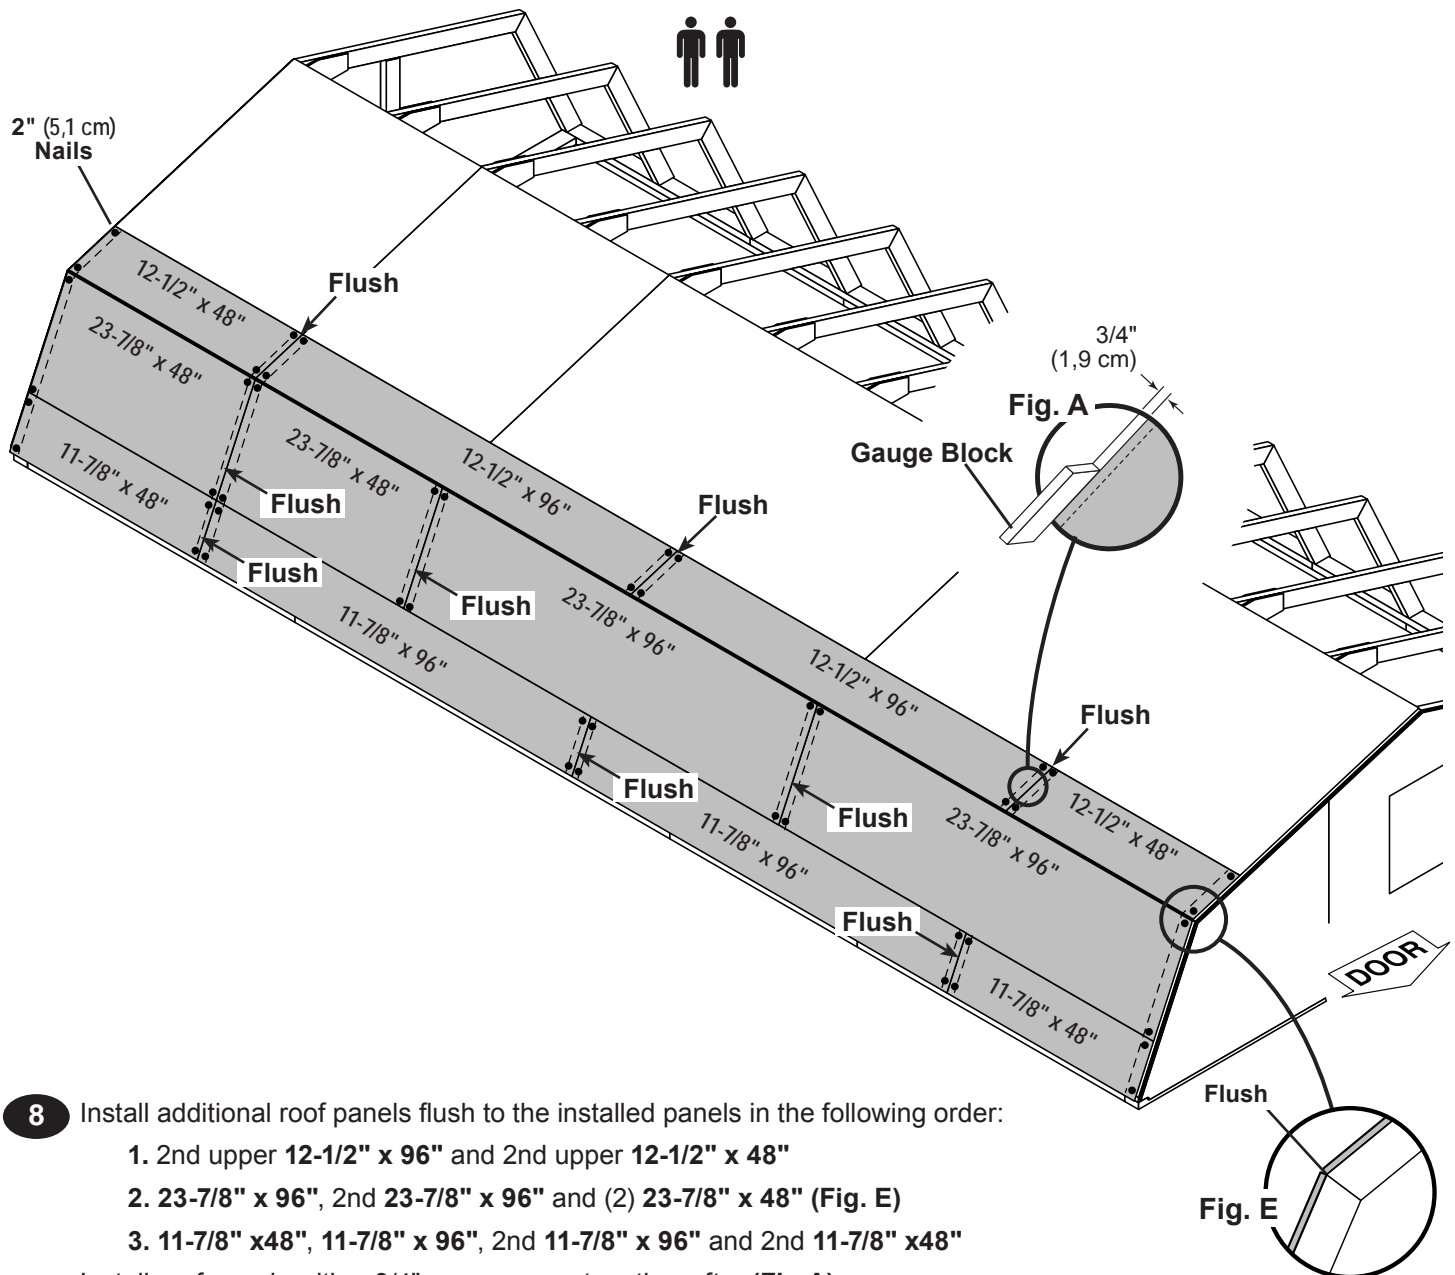 2" (5,1 cm)
Nails
12-1/2" x 48"
Flush
23-7/8" x 48"
3/4"
(1,9 cm)
Fig. A
Gauge Block
23-7/8" x 48"
12-1/2" x 96"
11-7/8" x 48"
Flush
Flush
Flush
Flush
23-7/8" x 96"
11-7/8" x 96"
12-1/2" x 96"
Flush
Flush
12-1/2" x 48"
Flush
23-7/8" x 96"
11-7/8" x 96"
Flush
DOOR
11-7/8" x 48"
Flush
Fig. E
8 Install additional roof panels flush to the installed panels in the following order:
1. 2nd upper 12-1/2" x 96" and 2nd upper 12-1/2" x 48"
2. 23-7/8" x 96", 2nd 23-7/8" x 96" and (2) 23-7/8" x 48" (Fig. E)
3. 11-7/8" x48", 11-7/8" x 96", 2nd 11-7/8" x 96" and 2nd 11-7/8" x48"